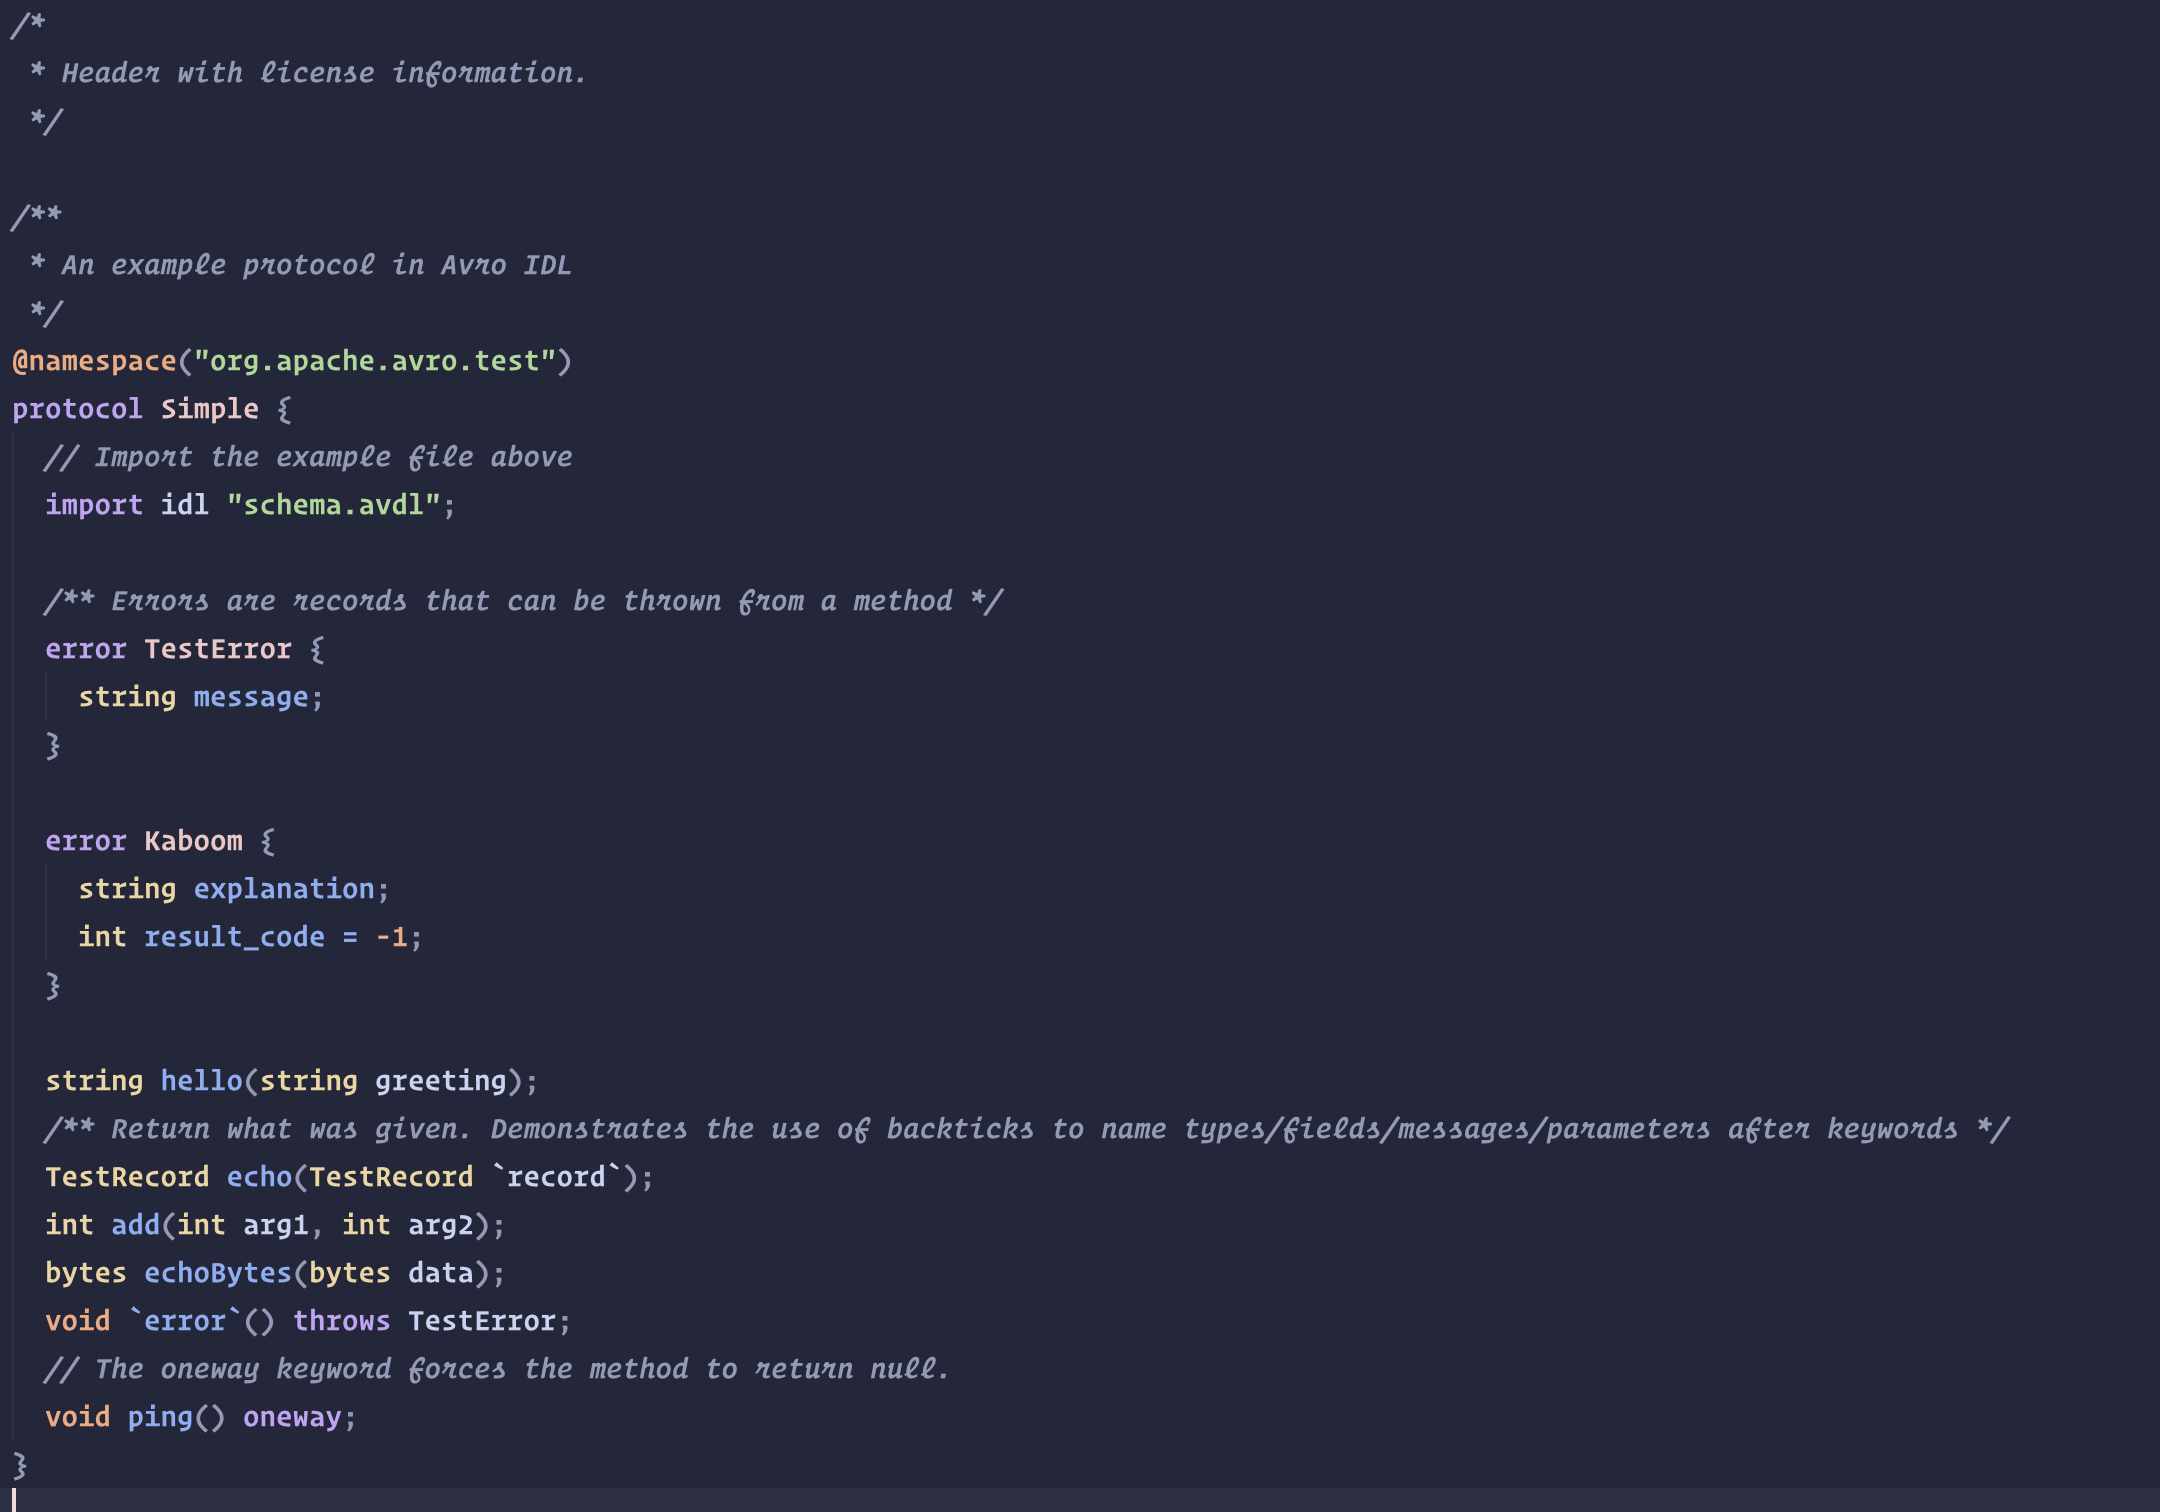 /*
 * Header with license information.
 */

/**
 * An example protocol in Avro IDL
 */
@namespace("org.apache.avro.test")
protocol Simple {
  // Import the example file above
  import idl "schema.avdl";

  /** Errors are records that can be thrown from a method */
  error TestError {
    string message;
  }

  error Kaboom {
    string explanation;
    int result_code = -1;
  }

  string hello(string greeting);
  /** Return what was given. Demonstrates the use of backticks to name types/fields/messages/parameters after keywords */
  TestRecord echo(TestRecord `record`);
  int add(int arg1, int arg2);
  bytes echoBytes(bytes data);
  void `error`() throws TestError;
  // The oneway keyword forces the method to return null.
  void ping() oneway;
}